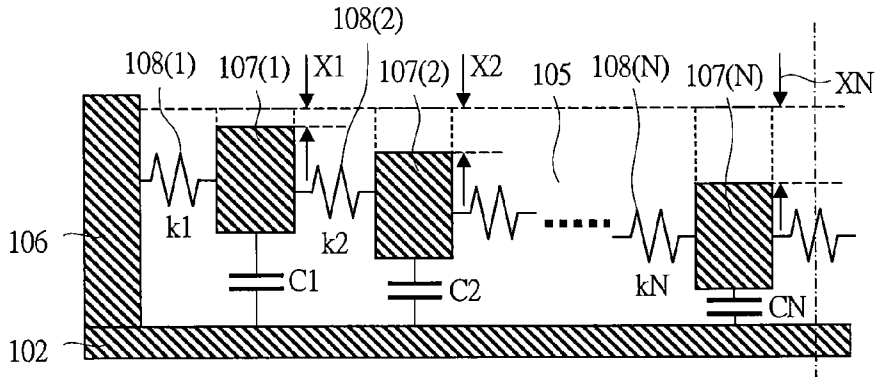 108(2)
108(1)
107(1)
X1
107(2)
X2
105
108(N)
107(N)
XN
106
k1
k2
kN
C1
C2
CN
102